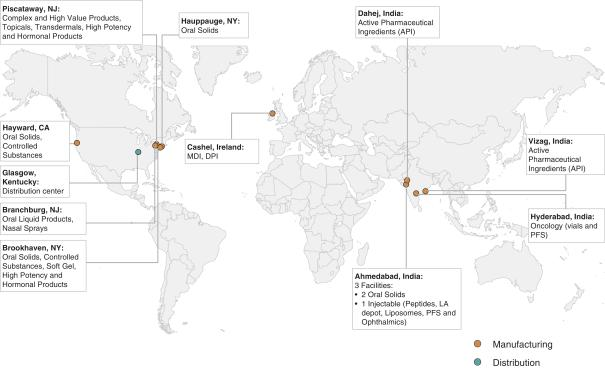 Piscataway, NJ:
Complex and High Value Products,
Topicals, Transdermals, High Potency
and Hormonal Products
Hauppauge, NY:
Oral Solids
Dahej, India:
Active Pharmaceutical
Ingredients (API)
Hayward, CA
Oral Solids,
Controlled
Substances
Glasgow,
Kentucky:
Distribution center
Branchburg, NJ:
Oral Liquid Products,
Nasal Sprays
Brookhaven, NY:
Oral Solids, Controlled
Substances, Soft Gel,
High Potency and
Hormonal Products
Cashel, Ireland:
MDI, DPI
Vizag, India:
Active
Pharmaceutical
Ingredients (API)
Hyderabad, India:
Oncology (vials and
PFS)
Ahmedabad, India:
3 Facilities:
• 2 Oral Solids
• 1 Injectable (Peptides, LA
depot, Liposomes, PFS and
Ophthalmics)
Manufacturing
Distribution